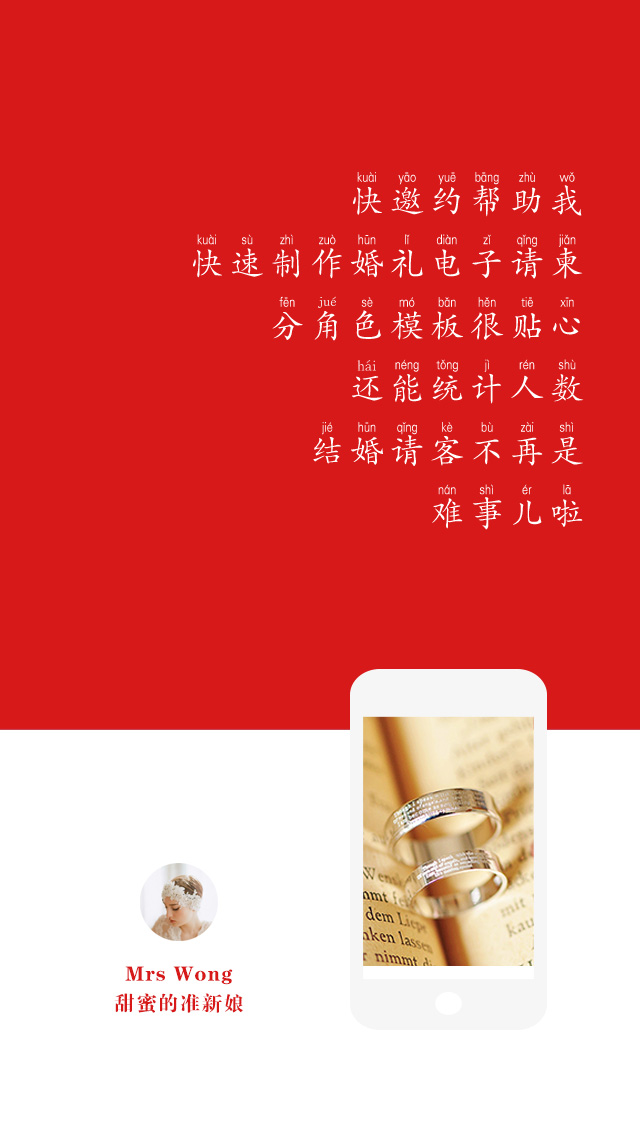 kuài yāo yuē bāng zhù wǒ
快邀约帮助我
kuài sù zhì zuò hūn lǐ diàn zǐ qǐng jiǎn
快速制作婚礼电子请柬
fēn jué sè mó bǎn hěn tiē xīn
分角色模板很贴心
hái néng tǒng jì rén shù
还能统计人数
jié hūn qǐng kè bù zài shì
结婚请客不再是
nán shì ér lā
难事儿啦
Wenn
mmt fer
dem Liepe
nken lassen
nimmt di
mit
kau
Mrs Wong
甜蜜的准新娘